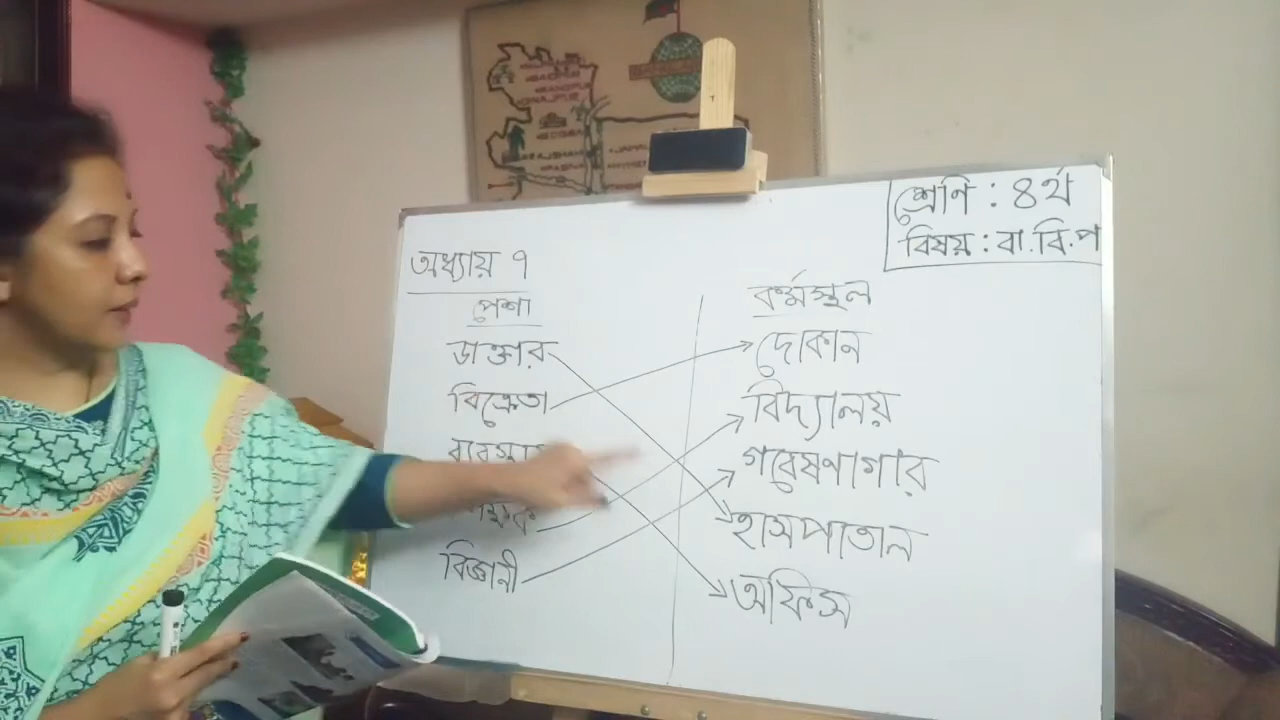 শ্রেণি : ৪র্থ
বিষয় : বা.বি.প
অধ্যায় ৭
পেশা
কর্মস্থল
ডাক্তার
দোকান
বিক্রেতা
বিদ্যালয়
গবেষণাগার
হাসপাতাল
বিজ্ঞানী
অফিস